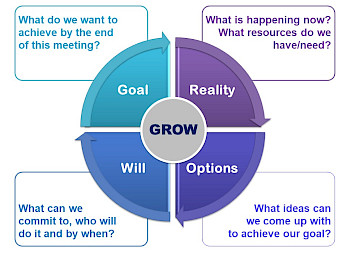 What do we want to
achieve by the end
of this meeting?
What is happening now?
What resources do we
have/need?
Goal
Reality
GROW
Will
Options
What can we
commit to, who will
do it and by when?
What ideas can
we come up with
to achieve our goal?